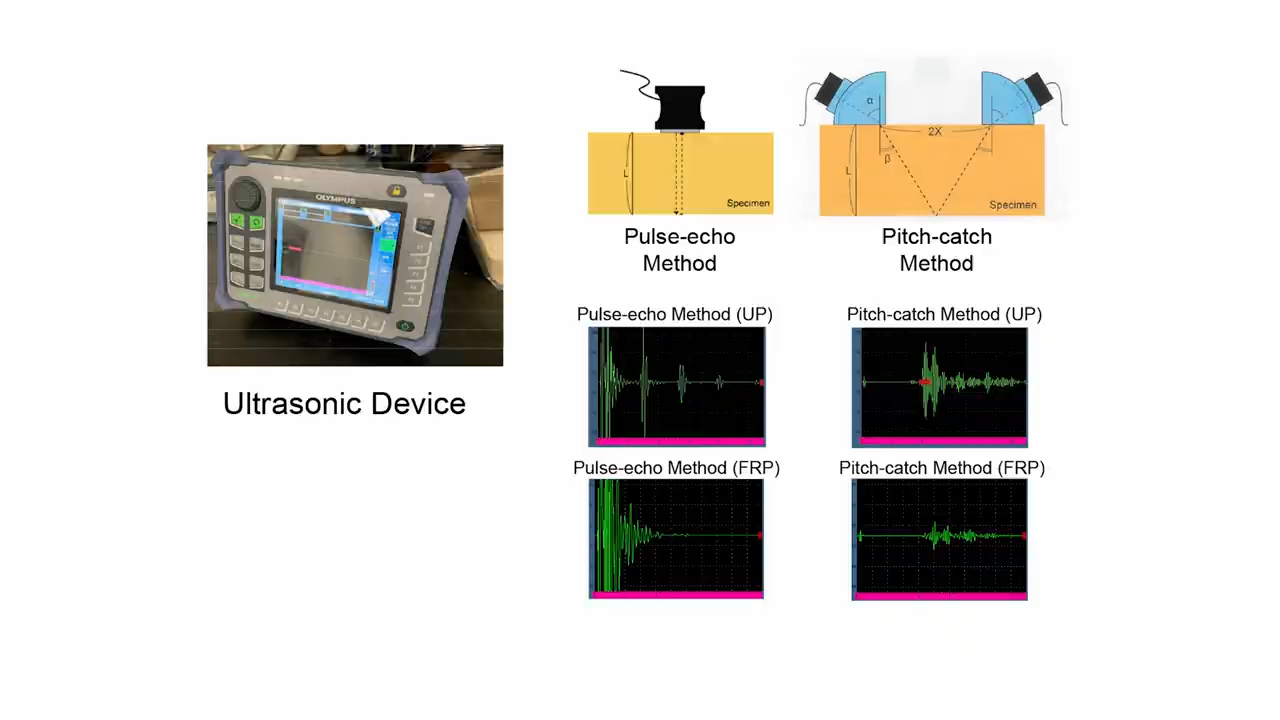 OLYMPUS
Ultrasonic Device
L
Specimen
Pulse-echo
Method
α
2X
β
L
Specimen
Pitch-catch
Method
Pulse-echo Method (UP)
Pitch-catch Method (UP)
Pulse-echo Method (FRP)
Pitch-catch Method (FRP)